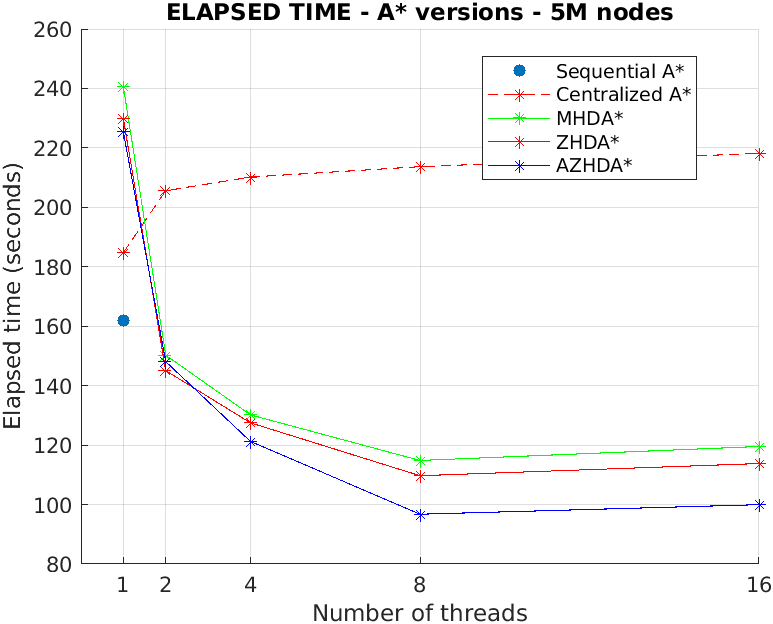 ELAPSED TIME - A* versions - 5M nodes
260
240
220
200
180
160
140
120
100
80
Elapsed time (seconds)
Sequential A*
Centralized A*
MHDA*
ZHDA*
AZHDA*
1 2 4 8 16
Number of threads